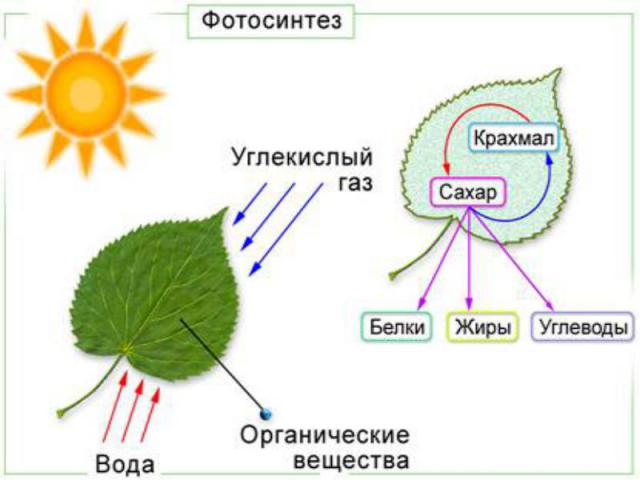 Фотосинтез
Углекислый
газ
Крахмал
Сахар
Белки
Жиры
Углеводы
Органические
вещества
Вода